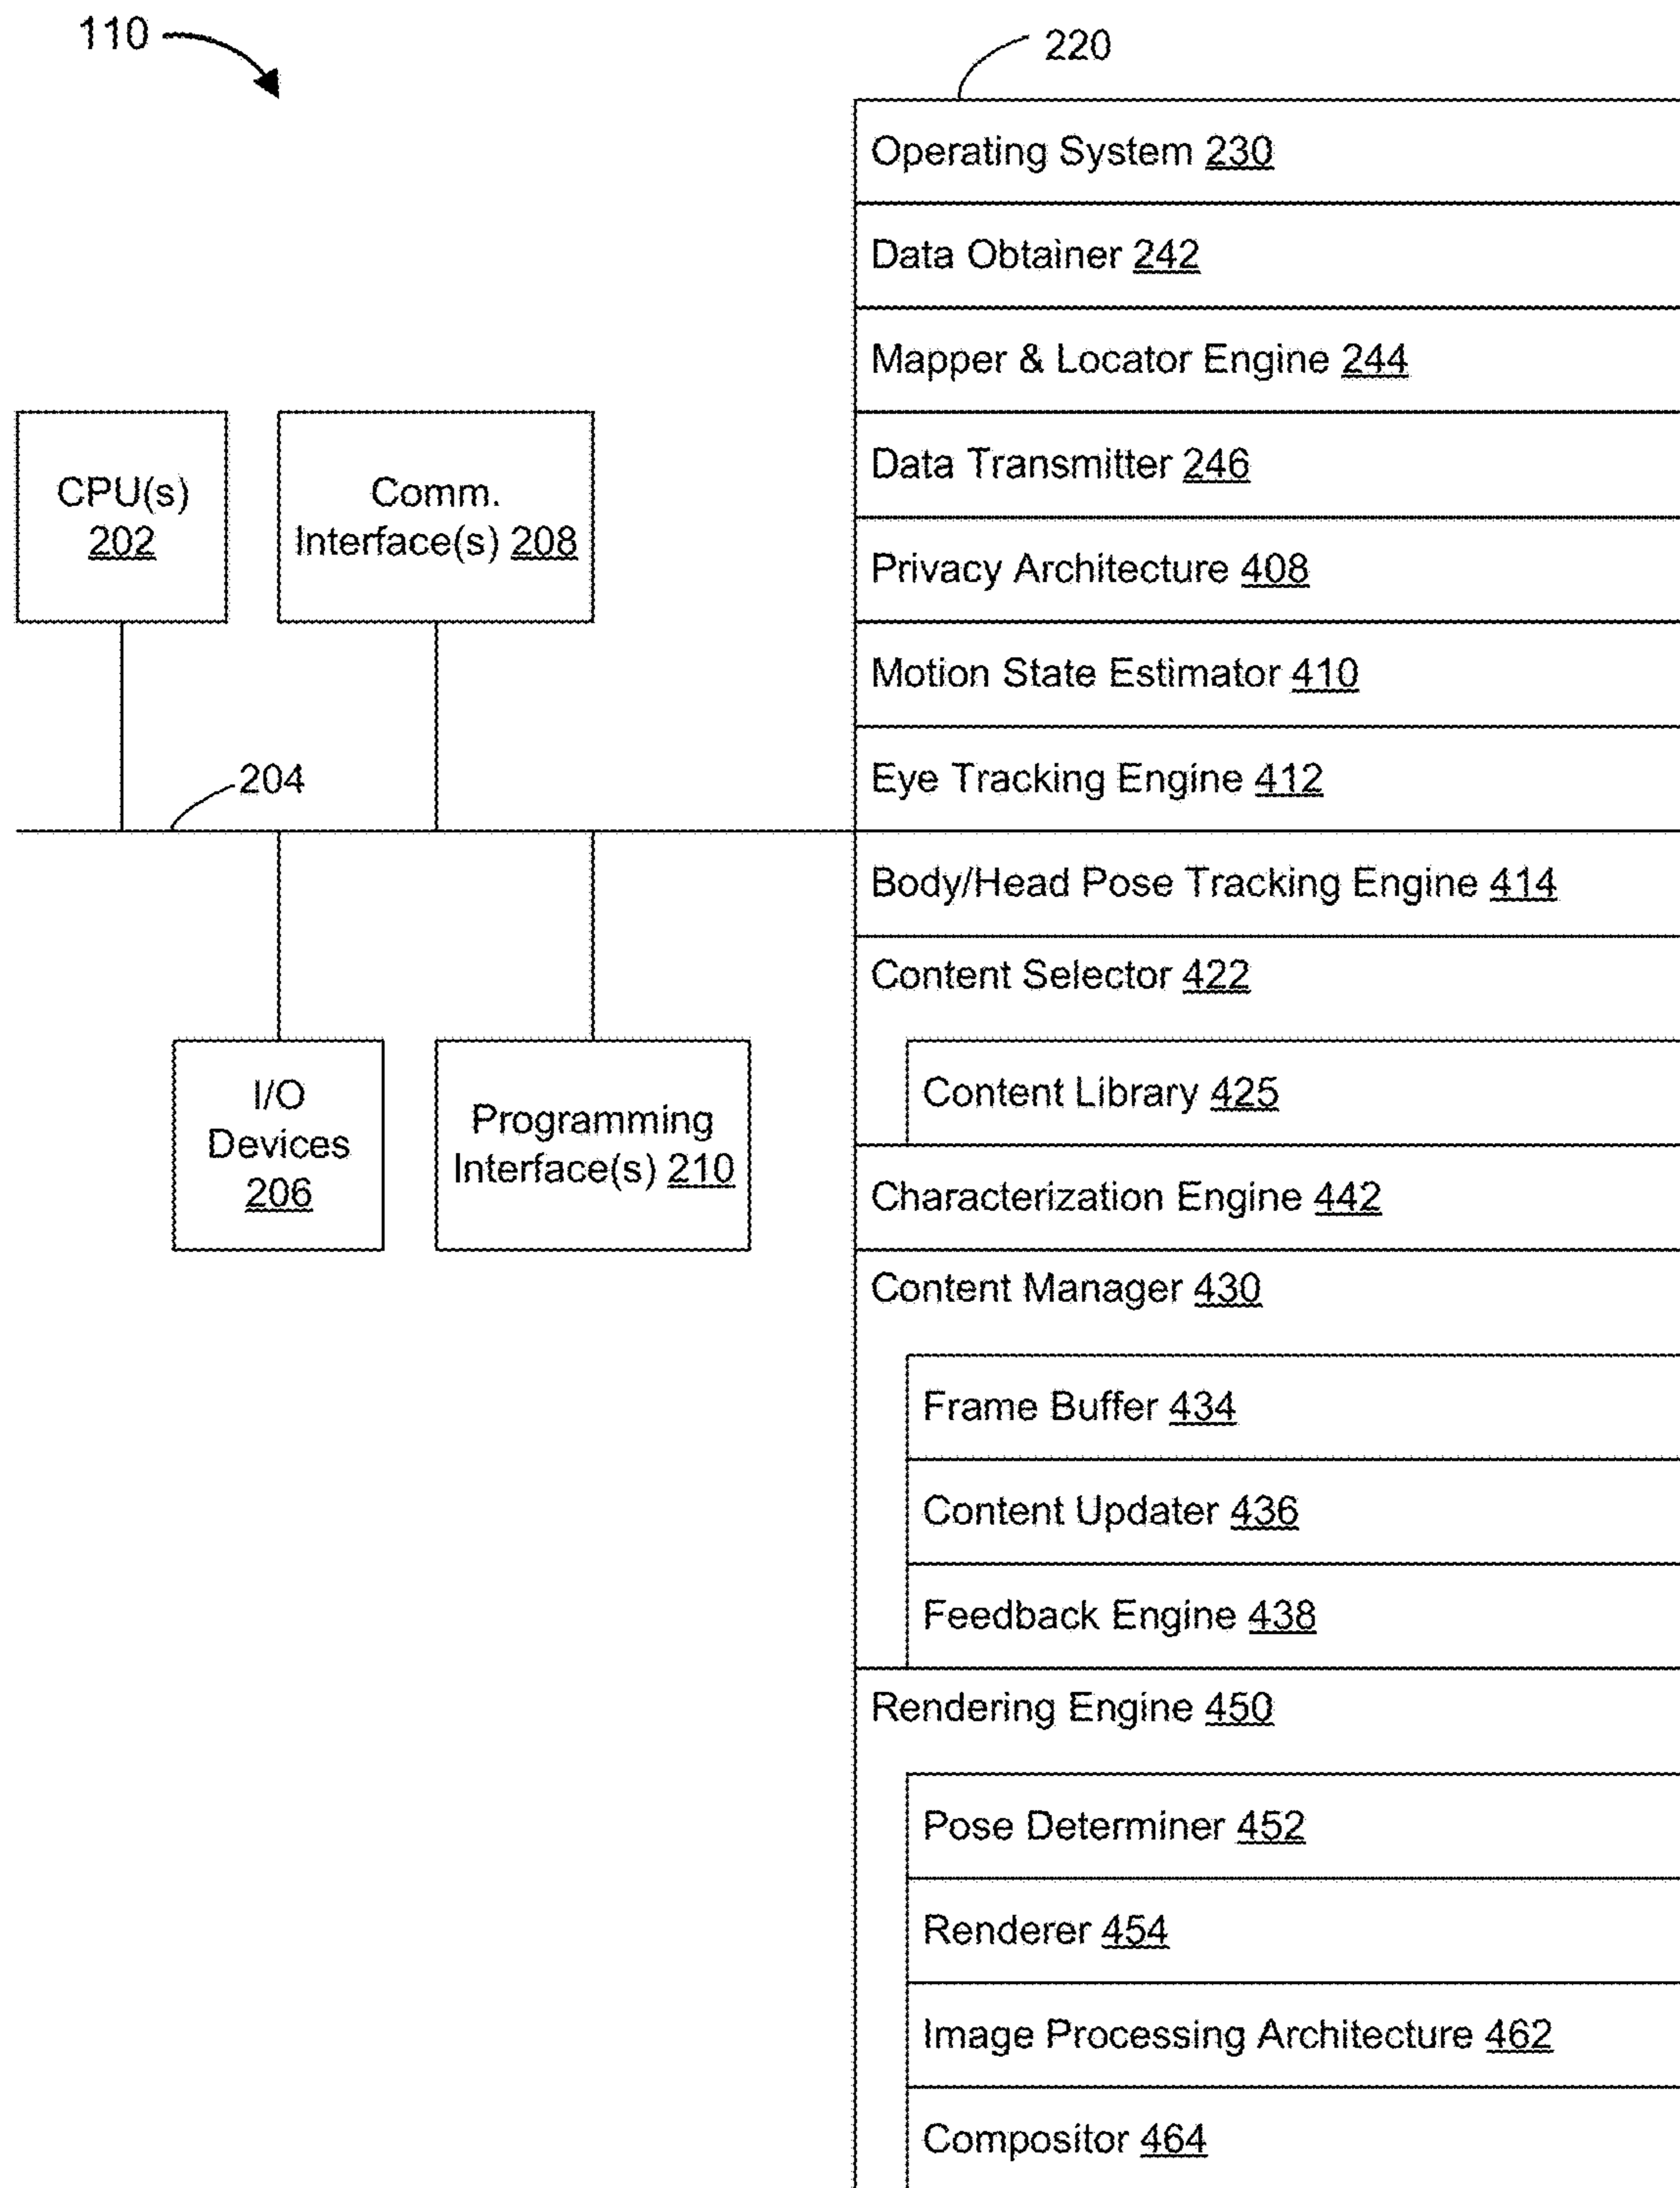 110
220
Operating System 230
Data Obtainer 242
Mapper & Locator Engine 244
Data Transmitter 246
Privacy Architecture 408
Motion State Estimator 410
Eye Tracking Engine 412
Body/Head Pose Tracking Engine 414
Content Selector 422
Content Library 425
Characterization Engine 442
Content Manager 430
Frame Buffer 434
Content Updater 436
Feedback Engine 438
Rendering Engine 450
Pose Determiner 452
Renderer 454
Image Processing Architecture 462
Compositor 464
CPU(s)
202
Comm.
Interface(s) 208
204
I/O
Devices
206
Programming
Interface(s) 210